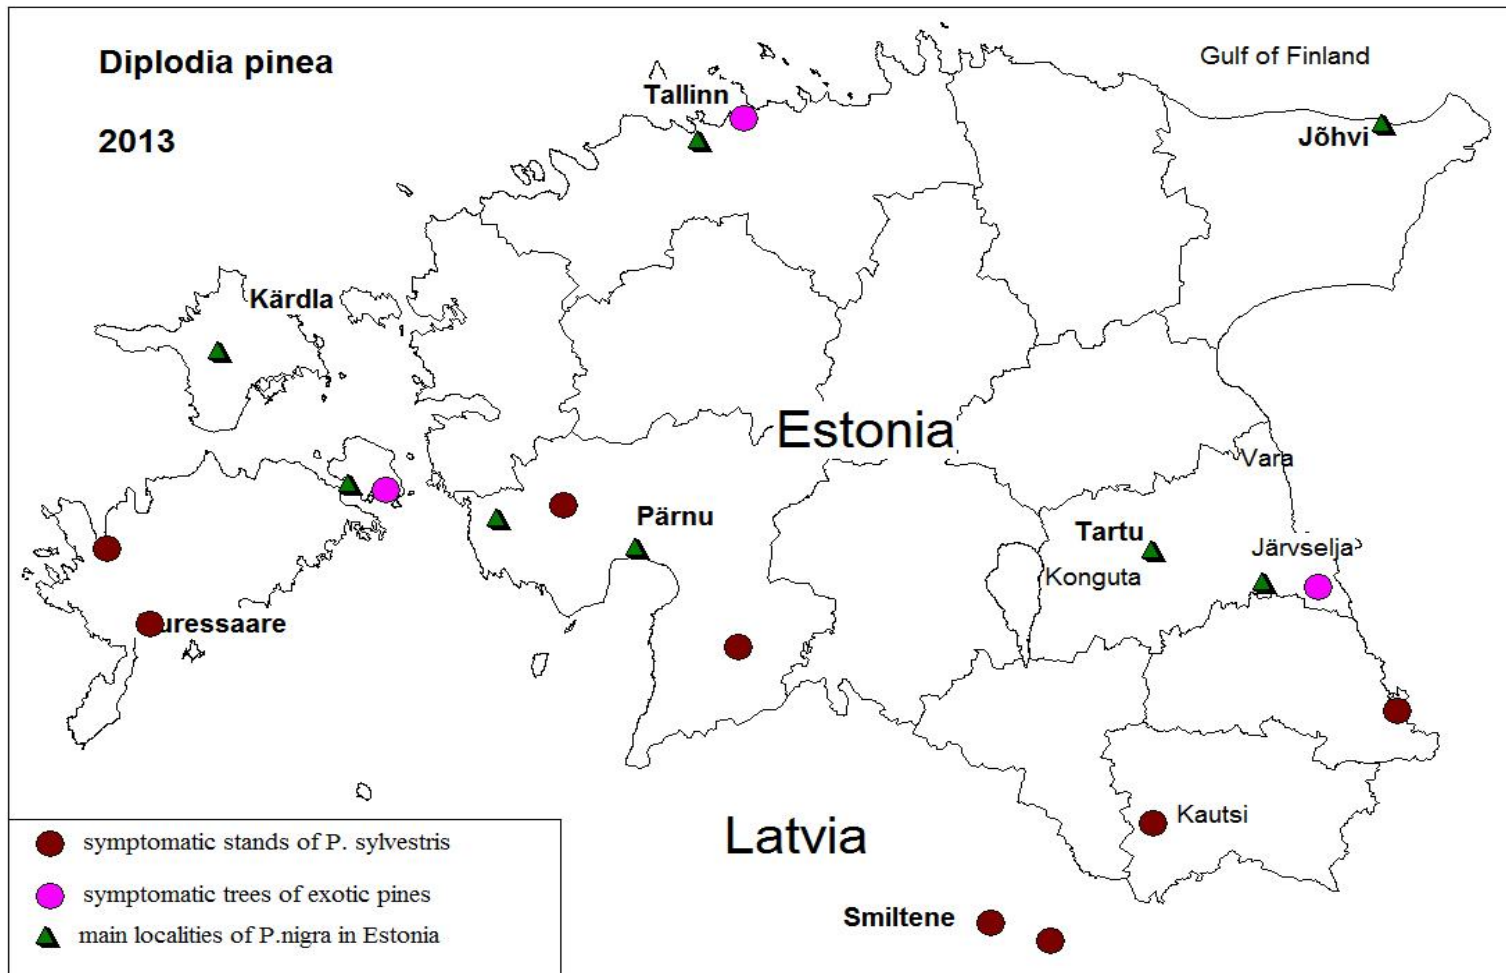 Diplodia pinea
2013
Gulf of Finland
Tallinn
Jõhvi
Kärdla
Estonia
Vara
Pärnu
Tartu
Järvselja
Konguta
uressaare
Kautsi
Latvia
Smiltene
symptomatic stands of P. sylvestris
symptomatic trees of exotic pines
main localities of P.nigra in Estonia